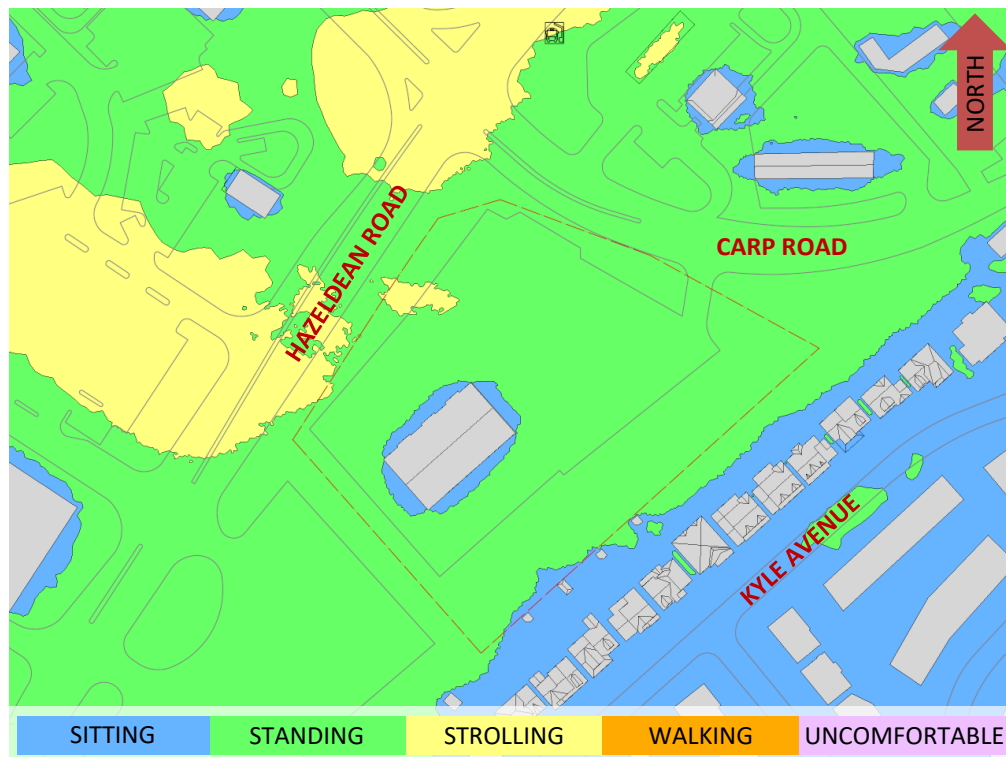 NORTH
HAZELDEAN ROAD
CARP ROAD
KYLE AVENUE
SITTING STANDING STROLLING WALKING UNCOMFORTABLE